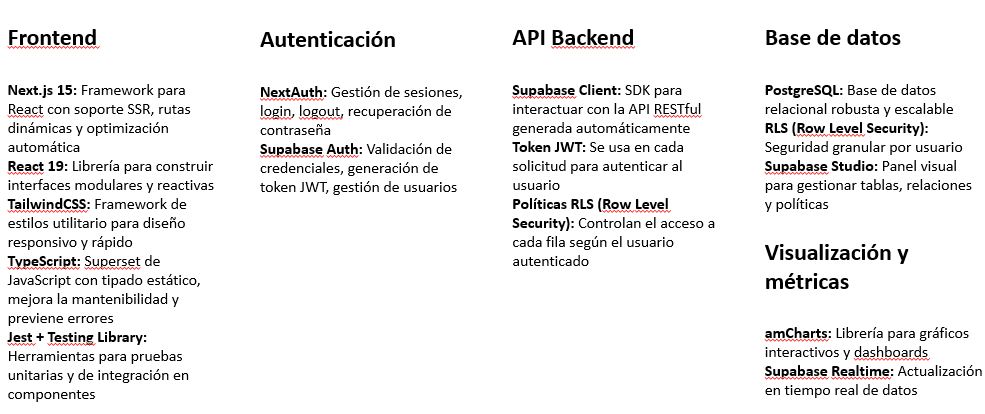 Frontend
Next.js 15: Framework para
React con soporte SSR, rutas
dinámicas y optimización
automática
React 19: Librería para construir
interfaces modulares y reactivas
TailwindCSS: Framework de
estilos utilitario para diseño
responsivo y rápido
TypeScript: Superset de
JavaScript con tipado estático,
mejora la mantenibilidad y
previene errores
Jest + Testing Library:
Herramientas para pruebas
unitarias y de integración en
componentes
Autenticación
NextAuth: Gestión de sesiones,
login, logout, recuperación de
contraseña
Supabase Auth: Validación de
credenciales, generación de
token JWT, gestión de usuarios
API Backend
Supabase Client: SDK para
interactuar con la API RESTful
generada automáticamente
Token JWT: Se usa en cada
solicitud para autenticar al
usuario
Políticas RLS (Row Level
Security): Controlan el acceso a
cada fila según el usuario
autenticado
Base de datos
PostgreSQL: Base de datos
relacional robusta y escalable
RLS (Row Level Security):
Seguridad granular por usuario
Supabase Studio: Panel visual
para gestionar tablas, relaciones
y políticas
Visualización y
métricas
amCharts: Librería para gráficos
interactivos y dashboards
Supabase Realtime: Actualización
en tiempo real de datos